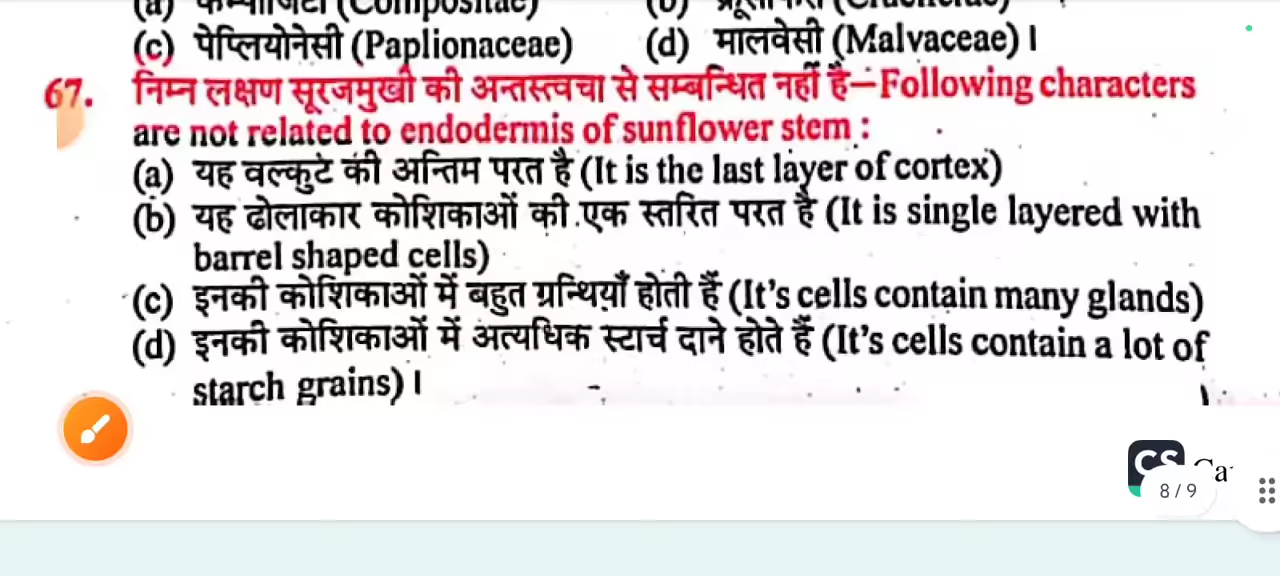 (c) पेप्लियोनेसी (Paplionaceae) (d) मालवेसी (Malvaceae) ।
67. निम्न लक्षण सूरजमुखी की अन्तस्त्वचा से सम्बन्धित नहीं है–Following characters
are not related to endodermis of sunflower stem :
(a) यह वल्कुट की अन्तिम परत है (It is the last layer of cortex)
(b) यह ढोलाकार कोशिकाओं की एक स्तरित परत है (It is single layered with
barrel shaped cells)
(c) इनकी कोशिकाओं में बहुत ग्रन्थियाँ होती हैं (It's cells contain many glands)
(d) इनकी कोशिकाओं में अत्यधिक स्टार्च दाने होते हैं (It's cells contain a lot of
starch grains) ।
CS
8 / 9